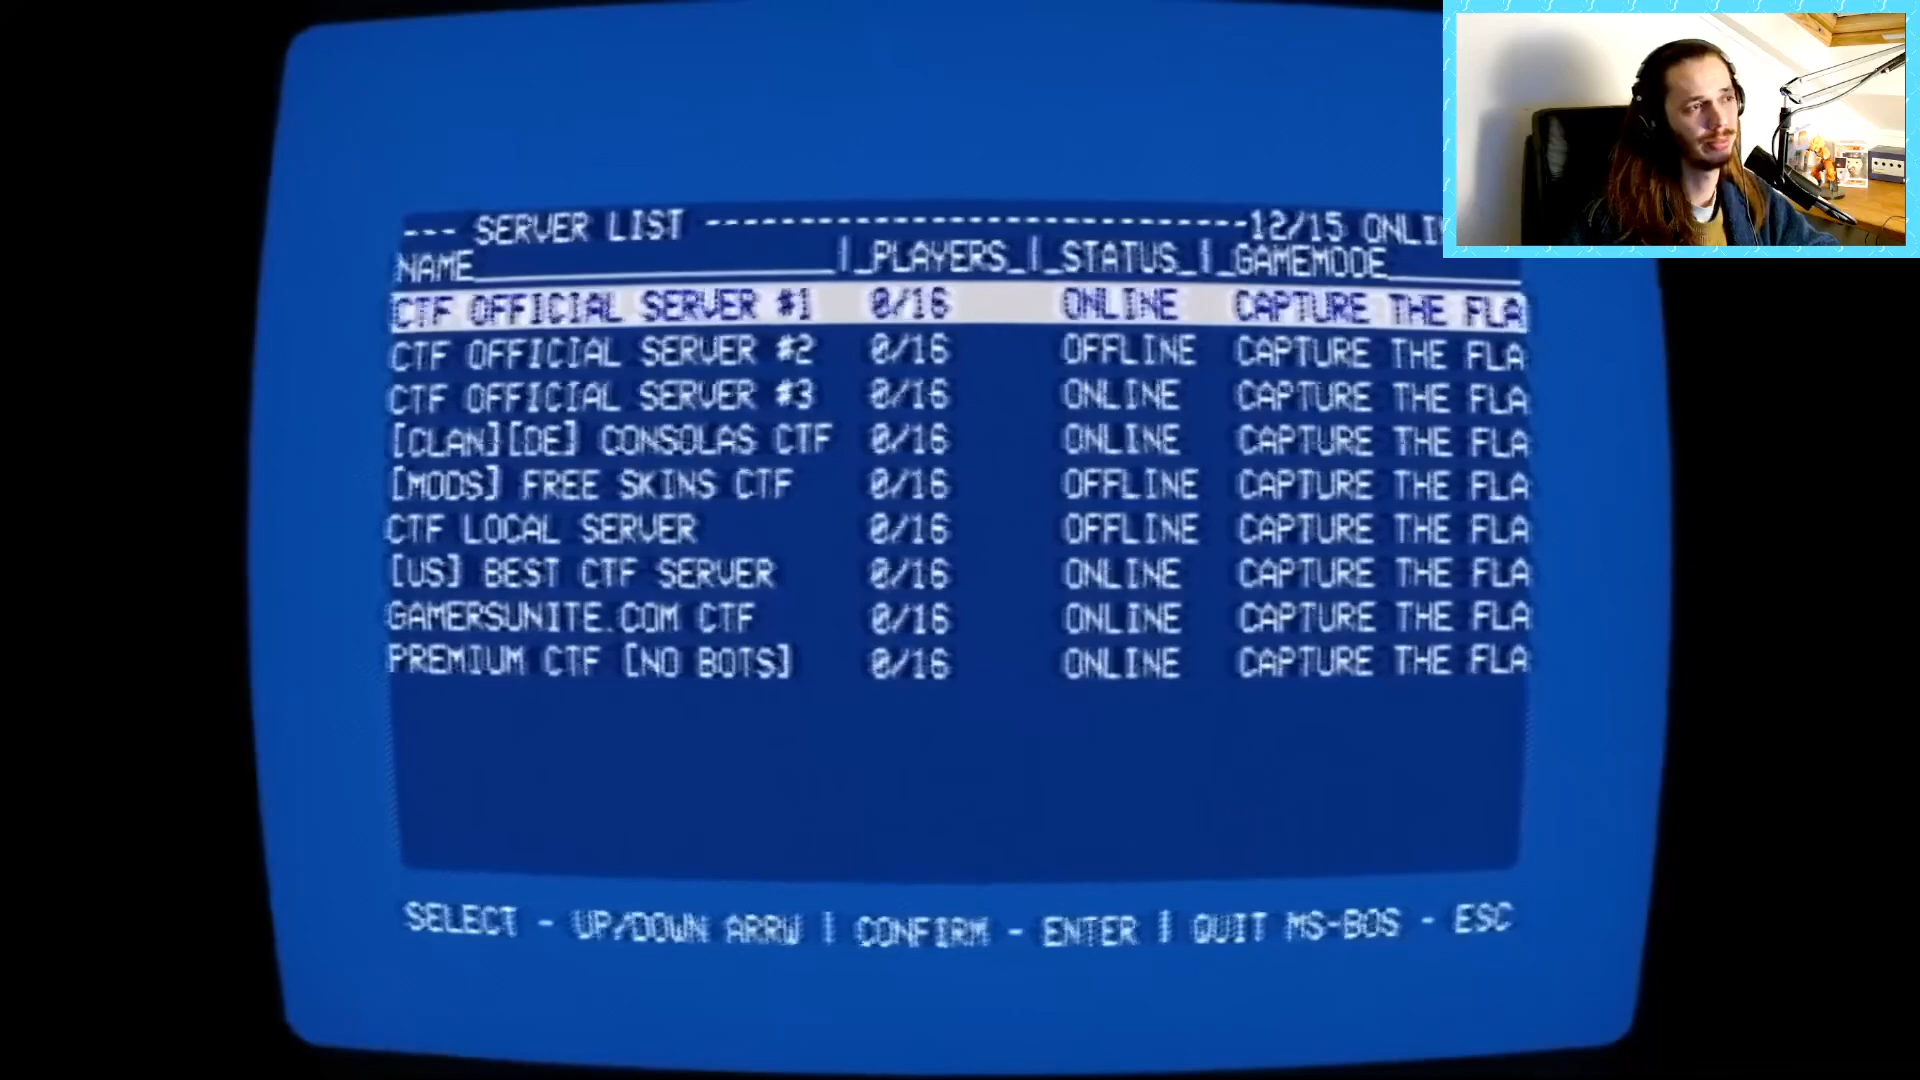 --- SERVER LIST ----------------------------12/15 ONLI
NAME___________________|_PLAYERS_|_STATUS_|_GAMEMODE_______
CTF OFFICIAL SERVER #1 0/16 ONLINE CAPTURE THE FLA
CTF OFFICIAL SERVER #2 0/16 OFFLINE CAPTURE THE FLA
CTF OFFICIAL SERVER #3 0/16 ONLINE CAPTURE THE FLA
[CLAN][DE] CONSOLAS CTF 0/16 ONLINE CAPTURE THE FLA
[MODS] FREE SKINS CTF 0/16 OFFLINE CAPTURE THE FLA
CTF LOCAL SERVER 0/16 OFFLINE CAPTURE THE FLA
[US] BEST CTF SERVER 0/16 ONLINE CAPTURE THE FLA
GAMERSUNITE.COM CTF 0/16 ONLINE CAPTURE THE FLA
PREMIUM CTF [NO BOTS] 0/16 ONLINE CAPTURE THE FLA
SELECT - UP/DOWN ARRW | CONFIRM - ENTER | QUIT MS-BOS - ESC